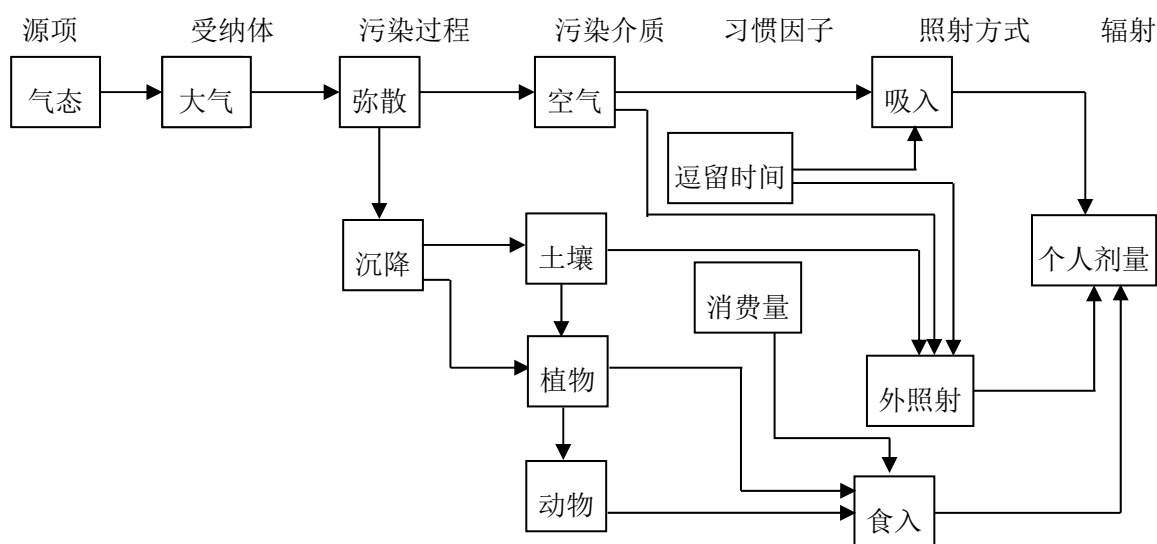 源项 受纳体 污染过程 污染介质 习惯因子 照射方式 辐射
气态 大气 弥散 空气 吸入
逗留时间
沉降 土壤 个人剂量
消费量
植物 外照射
动物 食入